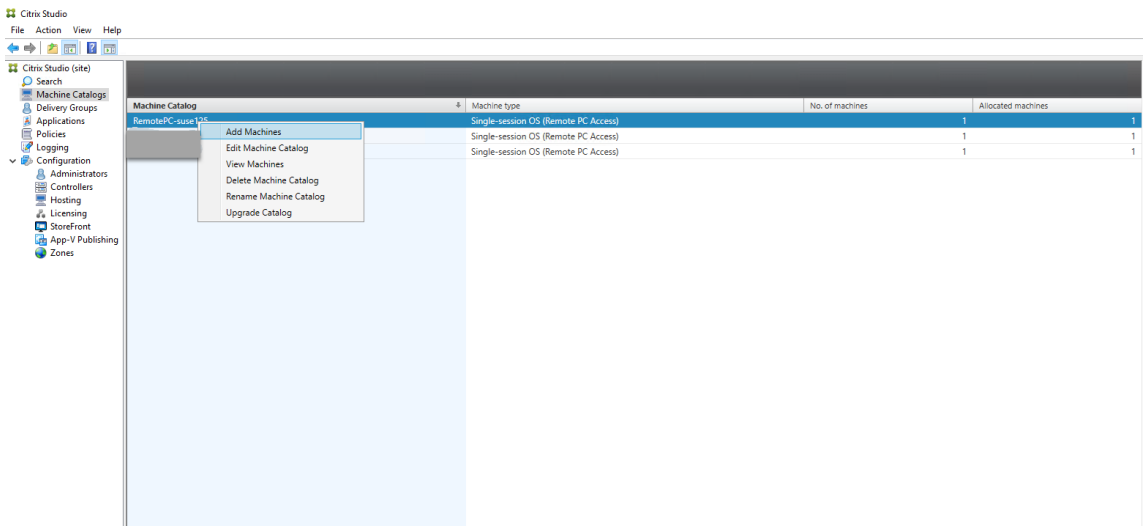 Citrix Studio
File Action View Help
Citrix Studio (site)
Search
Machine Catalogs
Delivery Groups
Applications
Policies
Logging
Configuration
Administrators
Controllers
Hosting
Licensing
StoreFront
App-V Publishing
Zones
Machine Catalog Machine type No. of machines Allocated machines
RemotePC-suse125 Single-session OS (Remote PC Access) 1 1
Single-session OS (Remote PC Access) 1 1
Single-session OS (Remote PC Access) 1 1
Add Machines
Edit Machine Catalog
View Machines
Delete Machine Catalog
Rename Machine Catalog
Upgrade Catalog